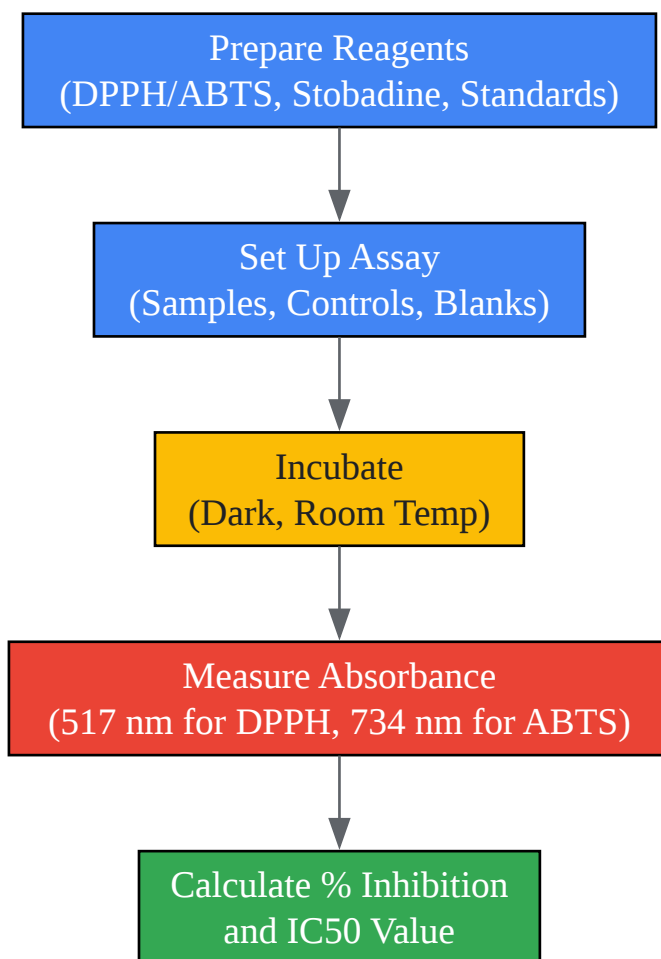 Prepare Reagents
(DPPH/ABTS, Stobadine, Standards)
Set Up Assay
(Samples, Controls, Blanks)
Incubate
(Dark, Room Temp)
Measure Absorbance
(517 nm for DPPH, 734 nm for ABTS)
Calculate % Inhibition
and IC50 Value